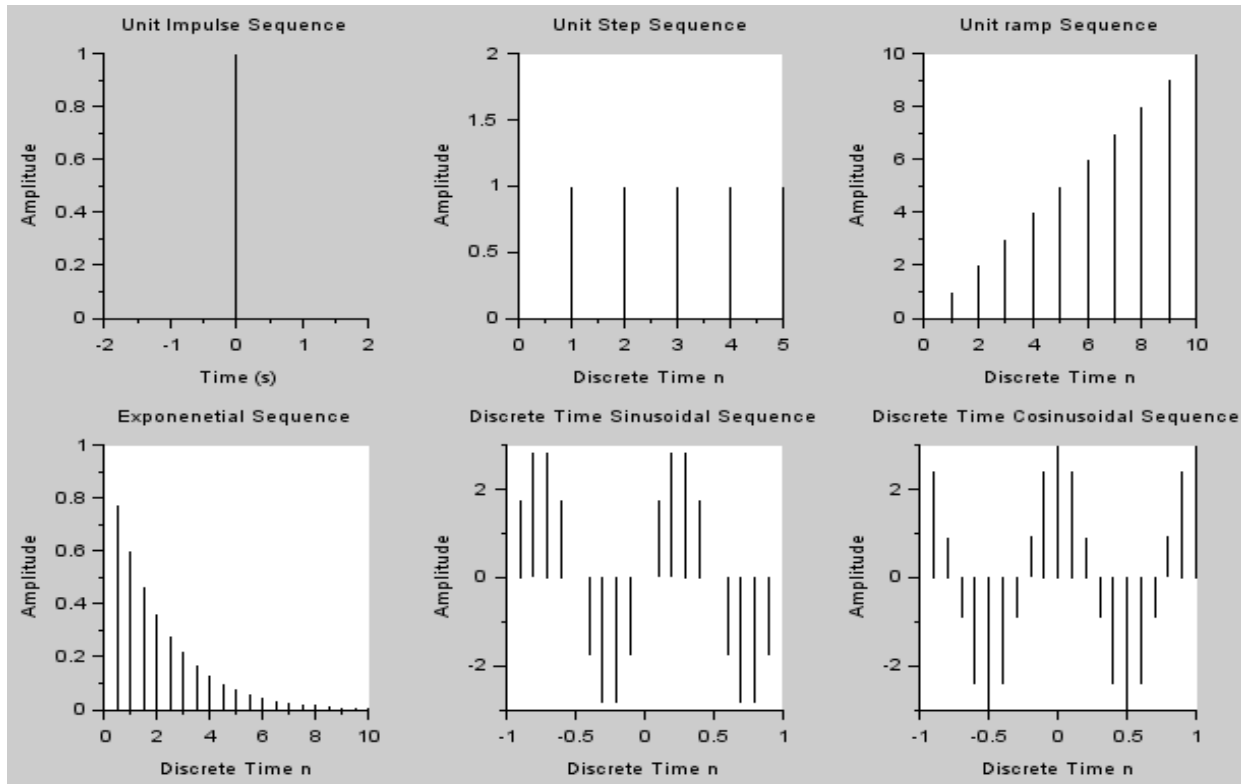 Unit Impulse Sequence
Amplitude
1
0.8
0.6
0.4
0.2
0
-2 -1 0 1 2
Time (s)
Unit Step Sequence
Amplitude
2
1.5
1
0.5
0
0 1 2 3 4 5
Discrete Time n
Unit ramp Sequence
Amplitude
10
8
6
4
2
0
0 2 4 6 8 10
Discrete Time n
Exponenetial Sequence
Amplitude
1
0.8
0.6
0.4
0.2
0
0 2 4 6 8 10
Discrete Time n
Discrete Time Sinusoidal Sequence
Amplitude
2
0
-2
-1 -0.5 0 0.5 1
Discrete Time n
Discrete Time Cosinusoidal Sequence
Amplitude
2
0
-2
-1 -0.5 0 0.5 1
Discrete Time n